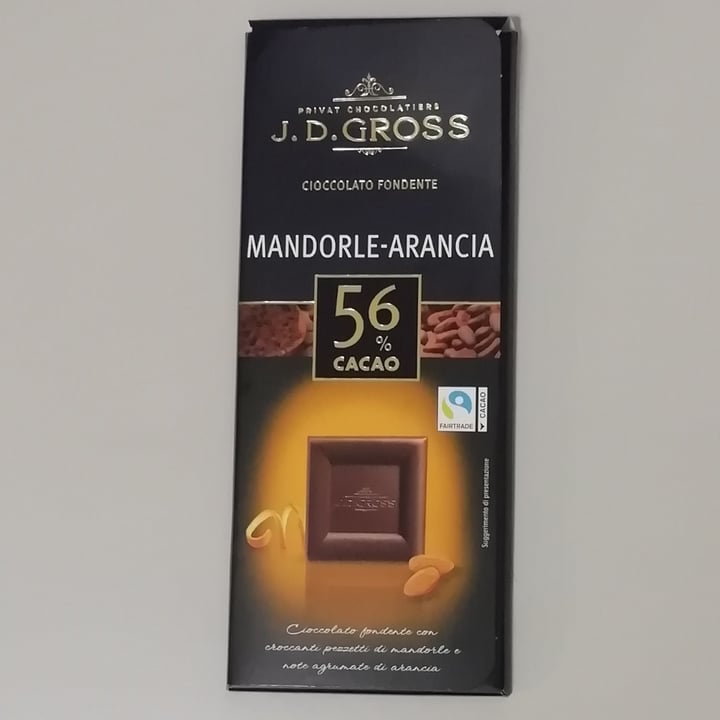 PRIVAT CHOCOLATIERS
J.D.GROSS
CIOCCOLATO FONDENTE
MANDORLE-ARANCIA
56
%
CACAO
FAIRTRADE
CACAO
J.D.GROSS
Suggerimento di presentazione
Cioccolato fondente con
croccanti pezzetti di mandorle e
note agrumate di arancia